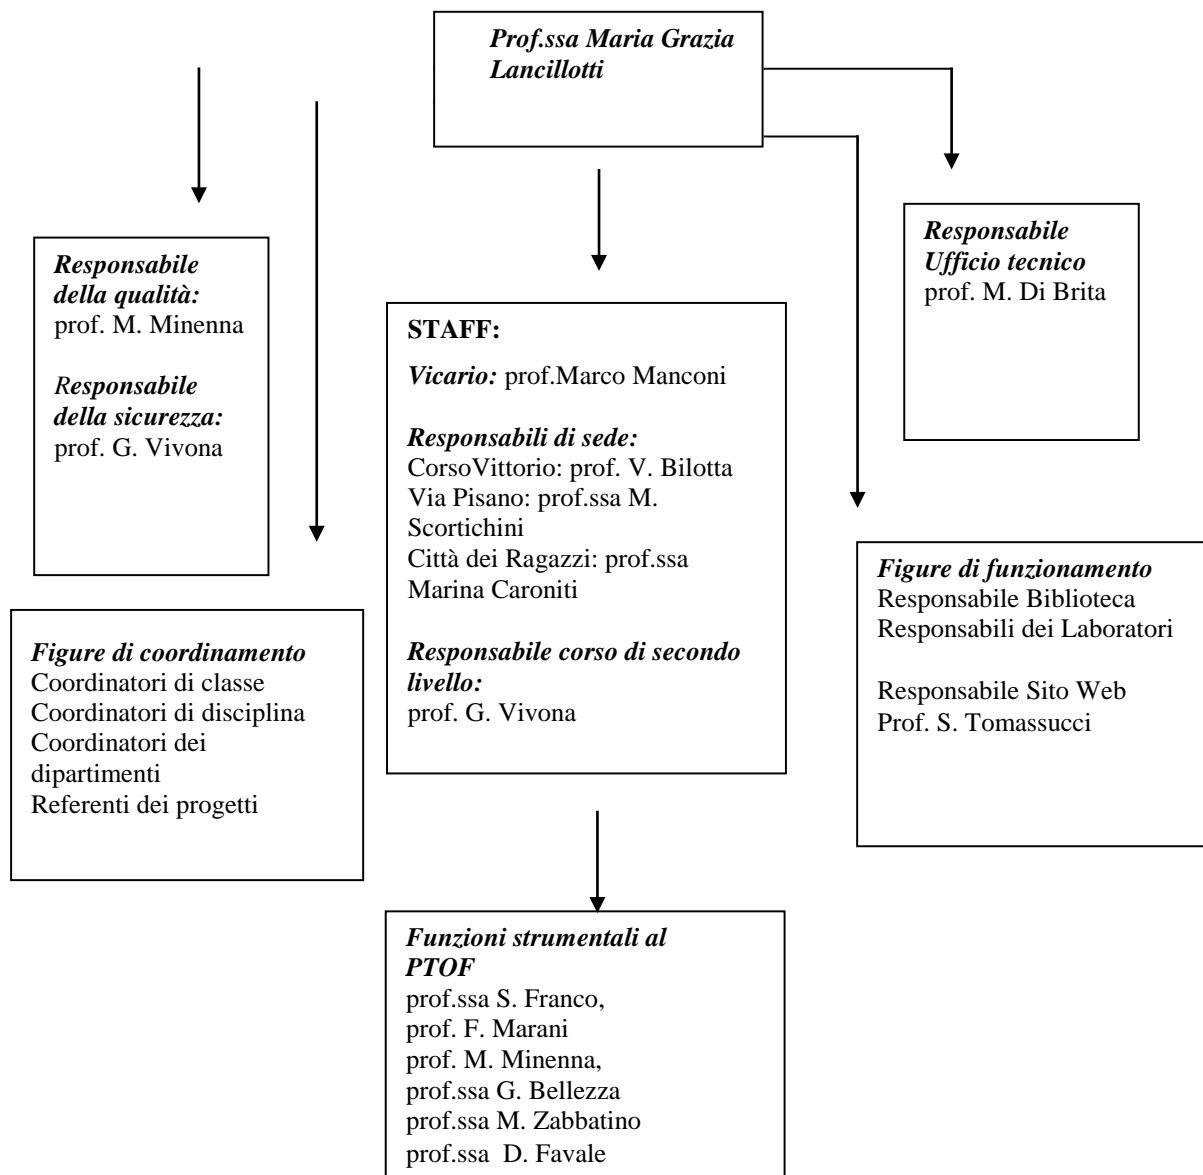 Prof.ssa Maria Grazia
Lancillotti
Responsabile
della qualità:
prof. M. Minenna
Responsabile
della sicurezza:
prof. G. Vivona
STAFF:
Vicario: prof.Marco Manconi
Responsabili di sede:
CorsoVittorio: prof. V. Bilotta
Via Pisano: prof.ssa M.
Scortichini
Città dei Ragazzi: prof.ssa
Marina Caroniti
Responsabile corso di secondo
livello:
prof. G. Vivona
Responsabile
Ufficio tecnico
prof. M. Di Brita
Figure di coordinamento
Coordinatori di classe
Coordinatori di disciplina
Coordinatori dei
dipartimenti
Referenti dei progetti
Figure di funzionamento
Responsabile Biblioteca
Responsabili dei Laboratori
Responsabile Sito Web
Prof. S. Tomassucci
Funzioni strumentali al
PTOF
prof.ssa S. Franco,
prof. F. Marani
prof. M. Minenna,
prof.ssa G. Bellezza
prof.ssa M. Zabbatino
prof.ssa  D. Favale